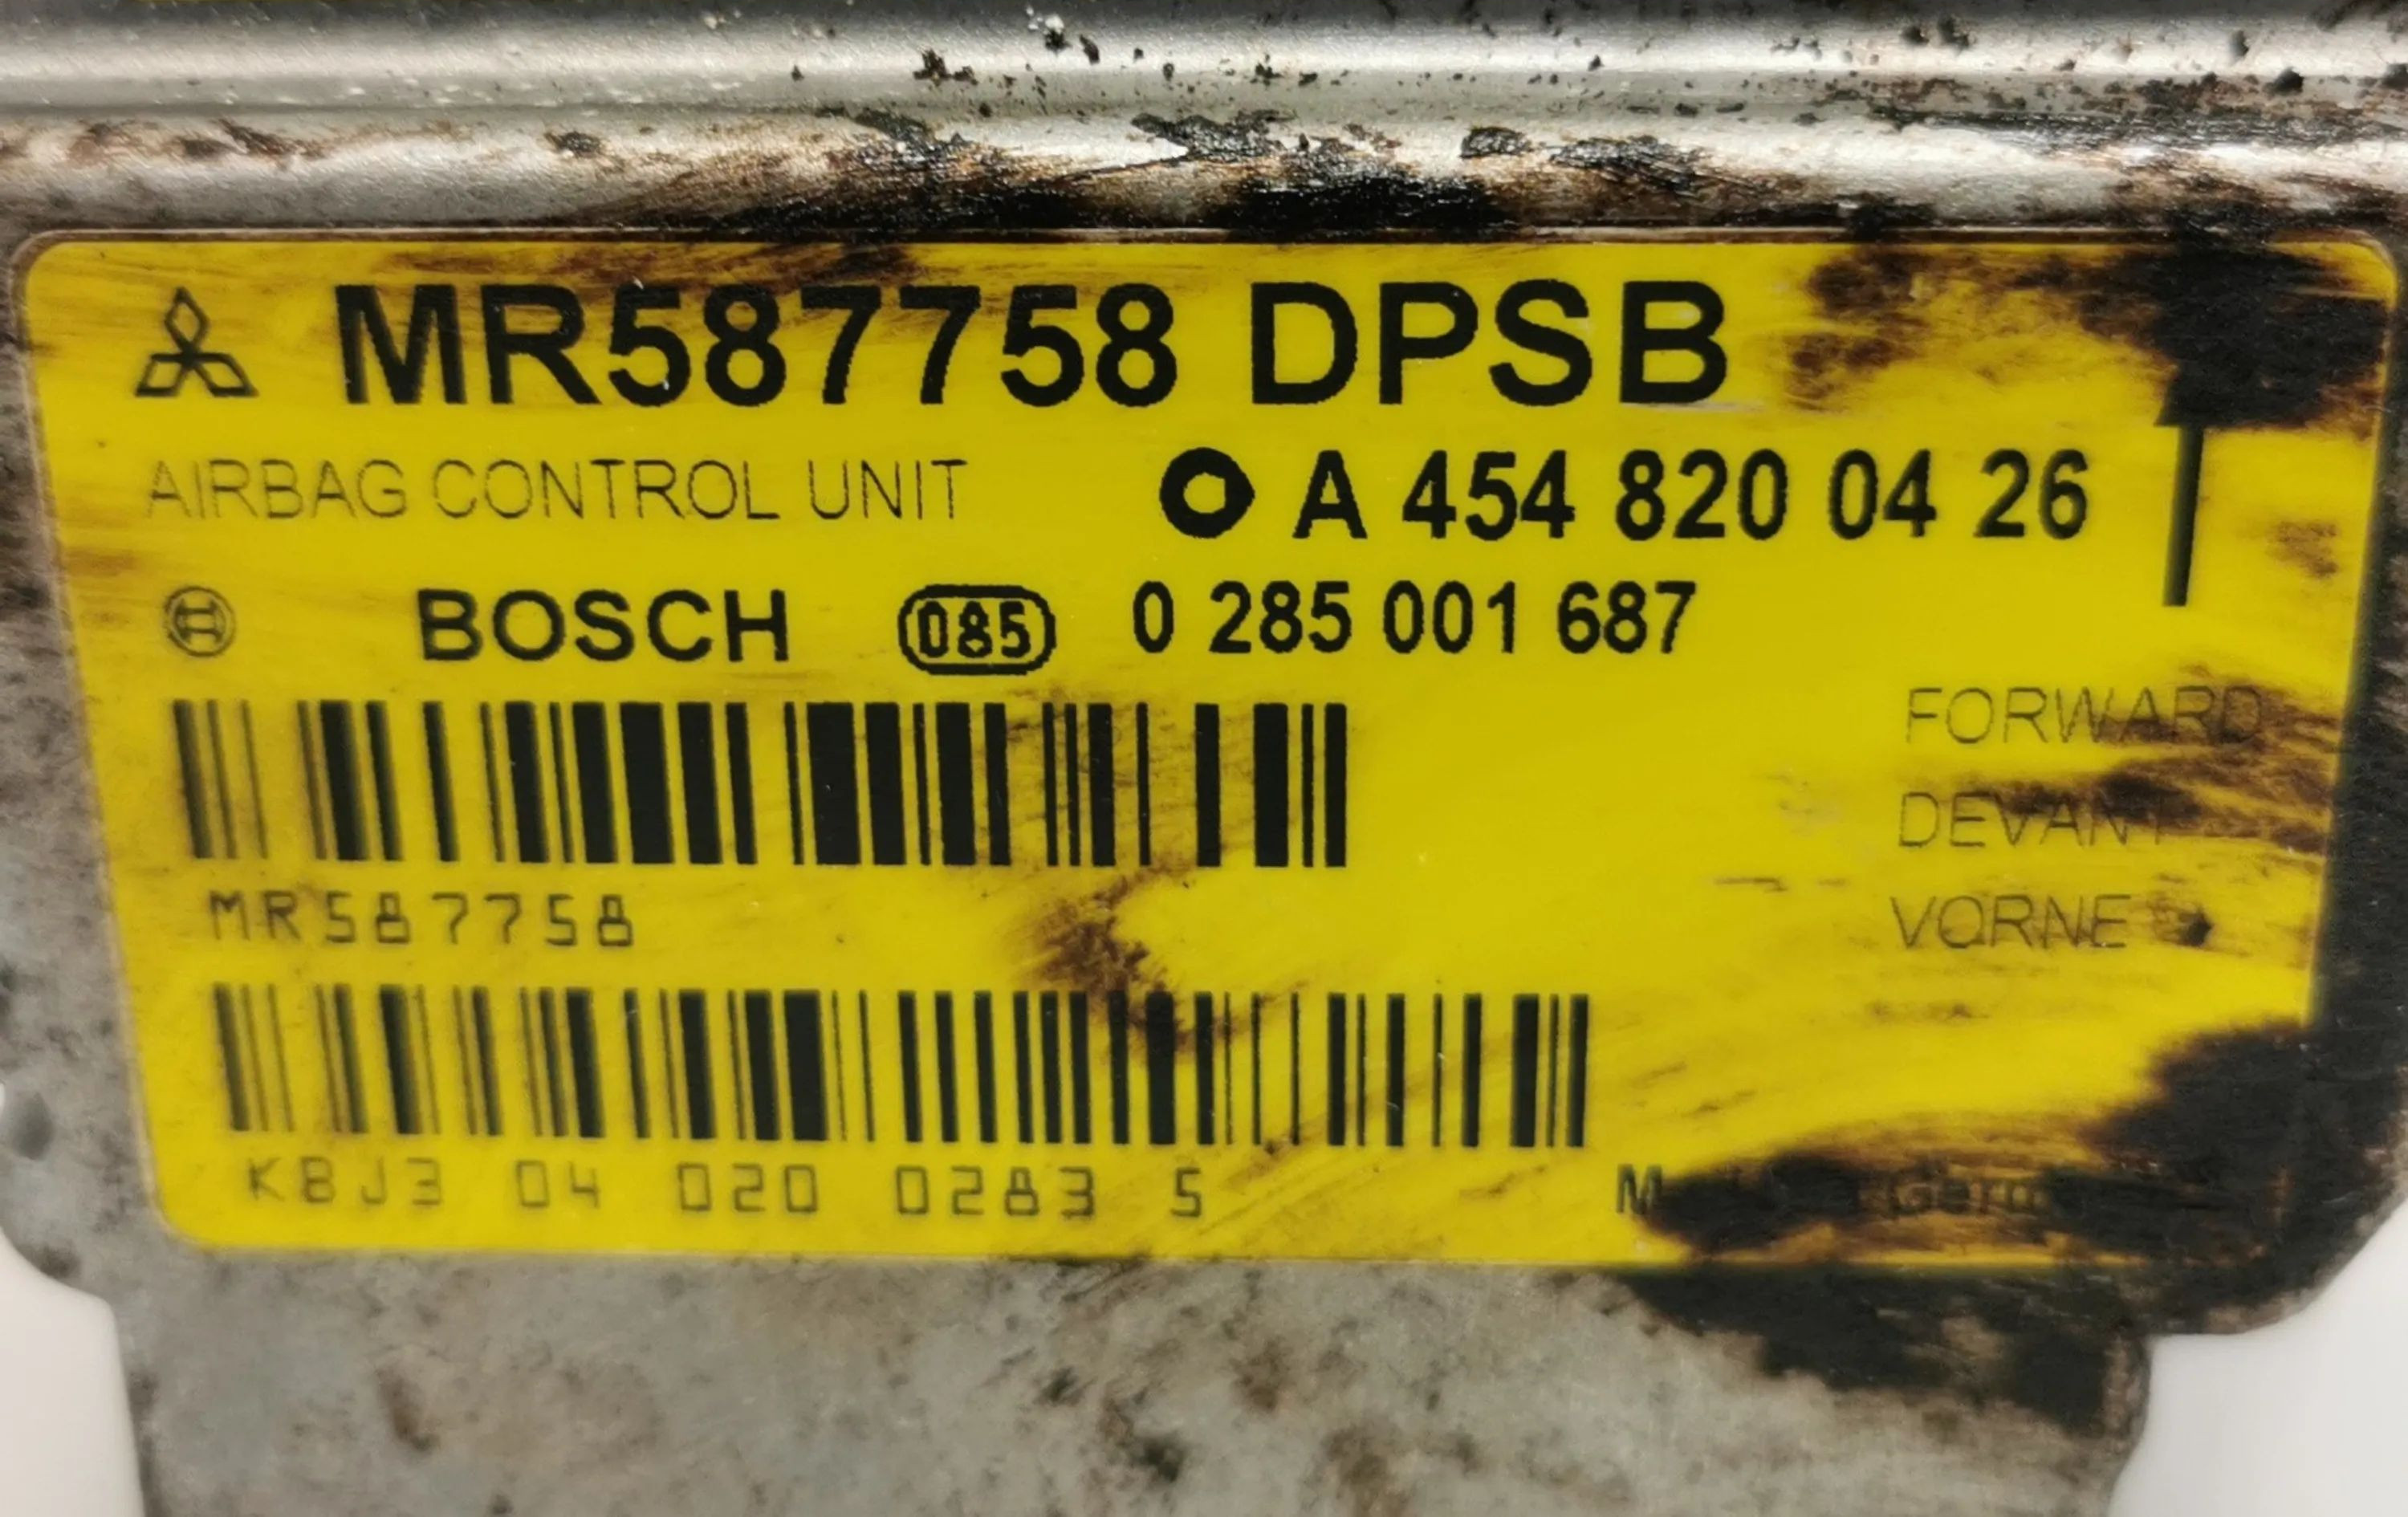 MR587758 DPSB
AIRBAG CONTROL UNIT A 454 820 04 26
BOSCH 085 0 285 001 687
FORWARD
DEVANT
VORNE
MR587758
KBJ3 04 020 0283 5